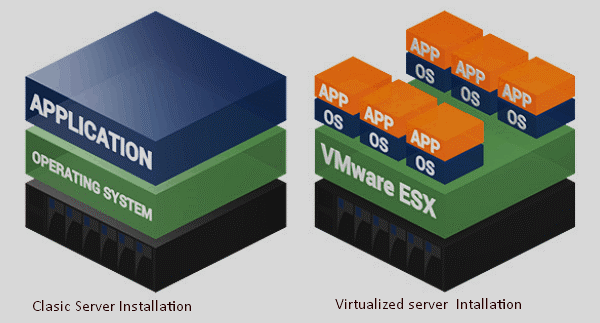 APPLICATION
OPERATING SYSTEM
Clasic Server Installation
APP
OS
APP
OS
APP
OS
APP
OS
APP
OS
APP
OS
VMware ESX
Virtualized server Intallation